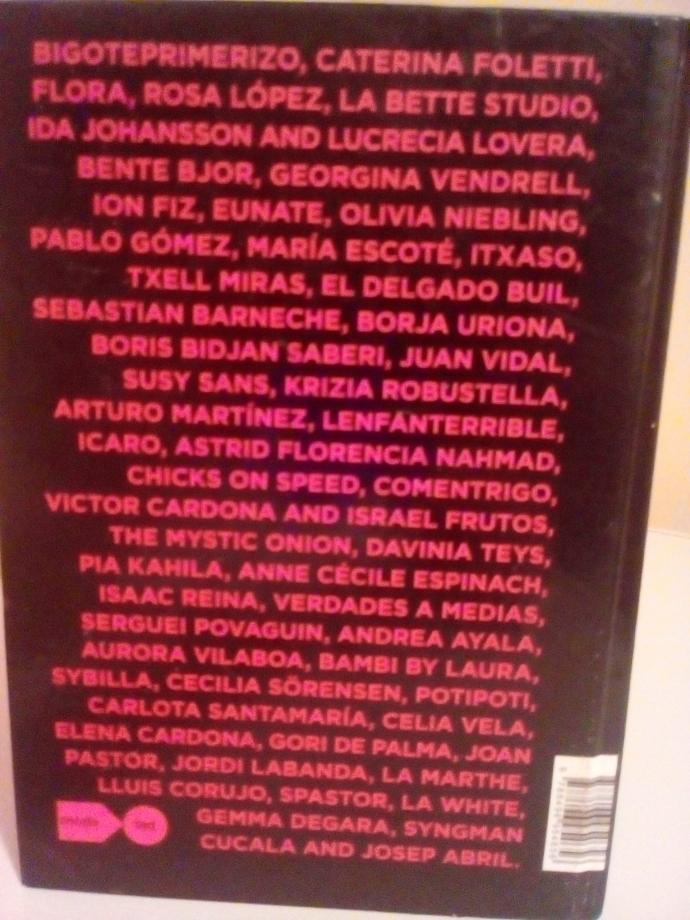 BIGOTEPRIMERIZO, CATERINA FOLETTI,
FLORA, ROSA LÓPEZ, LA BETTE STUDIO,
IDA JOHANSSON AND LUCRECIA LOVERA,
BENTE BJOR, GEORGINA VENDRELL,
ION FIZ, EUNATE, OLIVIA NIEBLING,
PABLO GÓMEZ, MARÍA ESCOTÉ, ITXASO,
TXELL MIRAS, EL DELGADO BUIL,
SEBASTIAN BARNECHE, BORJA URIONA,
BORIS BIDJAN SABERI, JUAN VIDAL,
SUSY SANS, KRIZIA ROBUSTELLA,
ARTURO MARTÍNEZ, LENFANTERRIBLE,
ICARO, ASTRID FLORENCIA NAHMAD,
CHICKS ON SPEED, COMENTRIGO,
VICTOR CARDONA AND ISRAEL FRUTOS,
THE MYSTIC ONION, DAVINIA TEYS,
PIA KAHILA, ANNE CÉCILE ESPINACH,
ISAAC REINA, VERDADES A MEDIAS,
SERGUEI POVAGUIN, ANDREA AYALA,
AURORA VILABOA, BAMBI BY LAURA,
SYBILLA, CECILIA SÖRENSEN, POTIPOTI,
CARLOTA SANTAMARÍA, CELIA VELA,
ELENA CARDONA, GORI DE PALMA, JOAN
PASTOR, JORDI LABANDA, LA MARTHE,
LLUIS CORUJO, SPASTOR, LA WHITE,
GEMMA DEGARA, SYNGMAN
CUCALA AND JOSEP ABRIL.